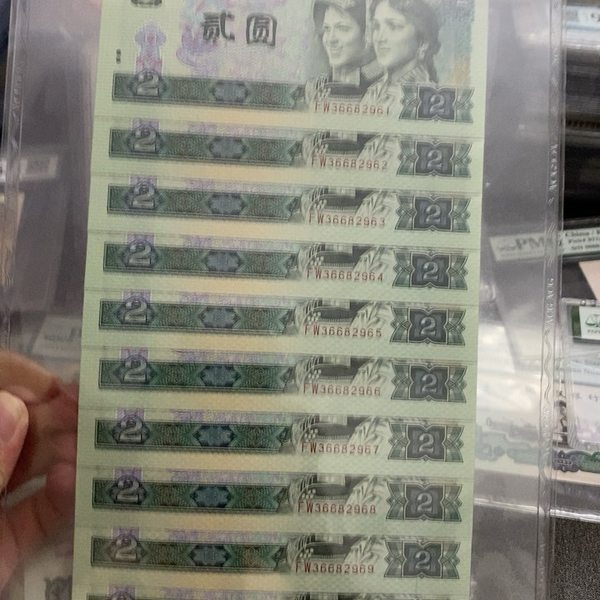 贰圆
2 FW36682961 2
2 FW36682962 2
2 FW36682963 2
2 FW36682964 2
2 FW36682965 2
2 FW36682966 2
2 FW36682967 2
2 FW36682968 2
2 FW36682969 2